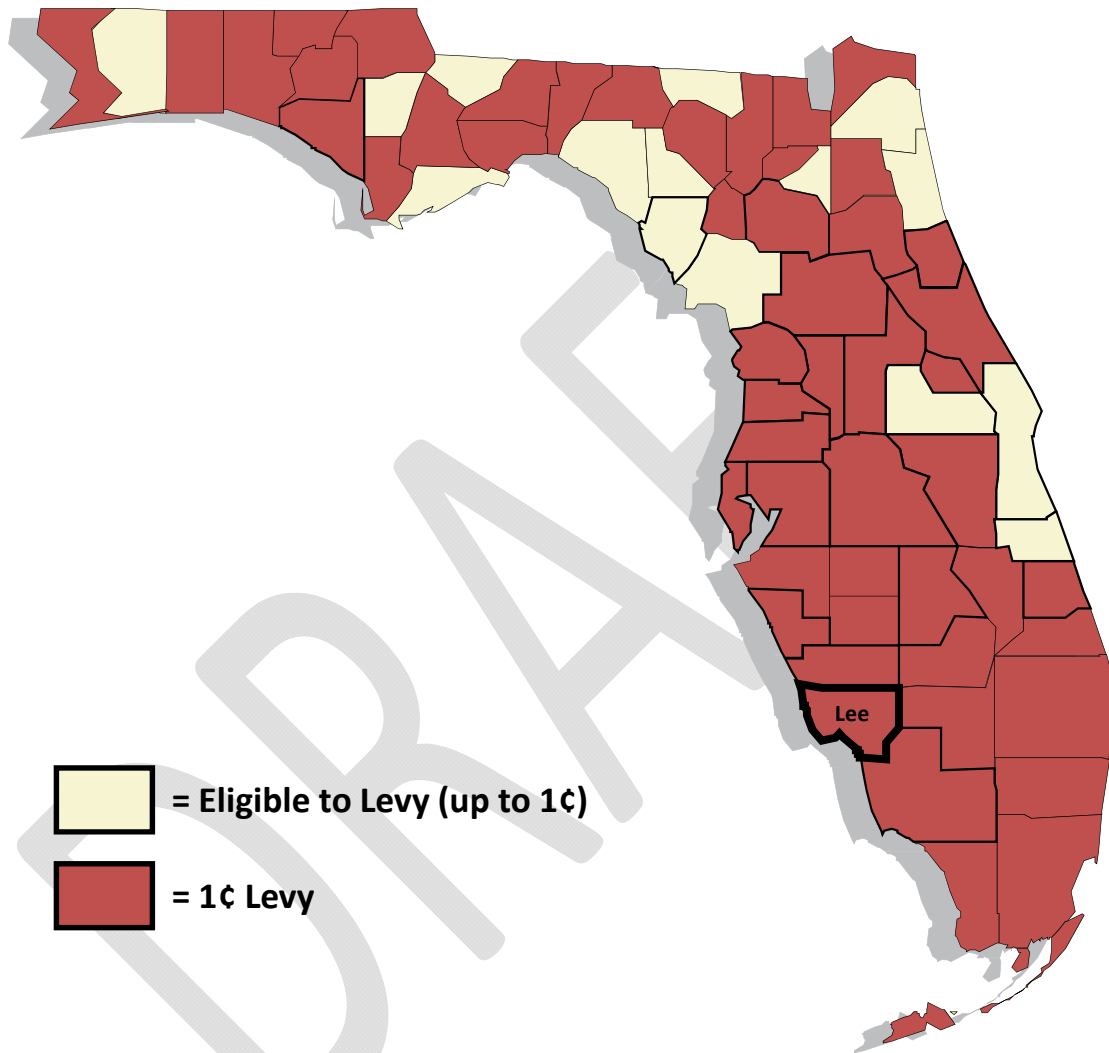 DRAFT
Lee
= Eligible to Levy (up to 1¢)
= 1¢ Levy